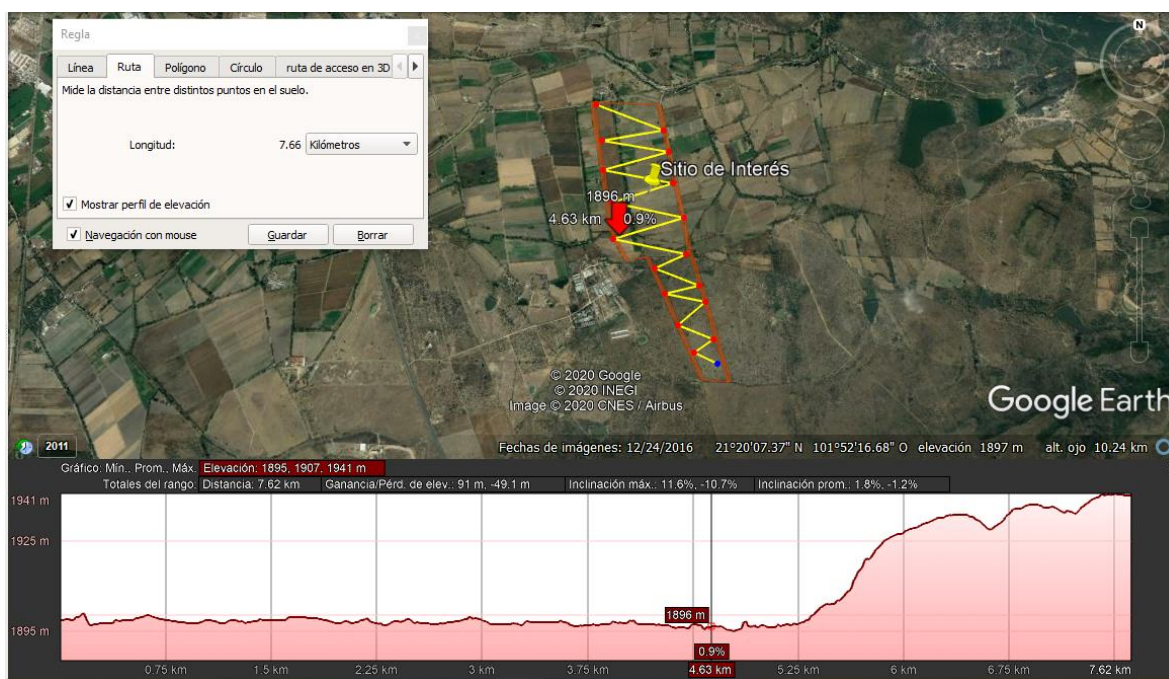 Regla
Línea Ruta Polígono Círculo ruta de acceso en 3D
Mide la distancia entre distintos puntos en el suelo.
Longitud: 7.66 Kilómetros
Mostrar perfil de elevación
Navegación con mouse Guardar Borrar
N
Sitio de Interés
1896 m
4.63 km 0.9%
© 2020 Google
© 2020 INEGI
Image © 2020 CNES / Airbus
Google Earth
2011
Fechas de imágenes: 12/24/2016 21°20'07.37" N 101°52'16.68" O elevación 1897 m alt. ojo 10.24 km
Gráfico: Mín., Prom., Máx. Elevación: 1895, 1907, 1941 m
Totales del rango: Distancia: 7.62 km Ganancia/Pérd. de elev.: 91 m, -49.1 m Inclinación máx.: 11.6%, -10.7% Inclinación prom.: 1.8%, -1.2%
1941 m
1925 m
1896 m
1895 m
0.9%
0.75 km 1.5 km 2.25 km 3 km 3.75 km 4.63 km 5.25 km 6 km 6.75 km 7.62 km